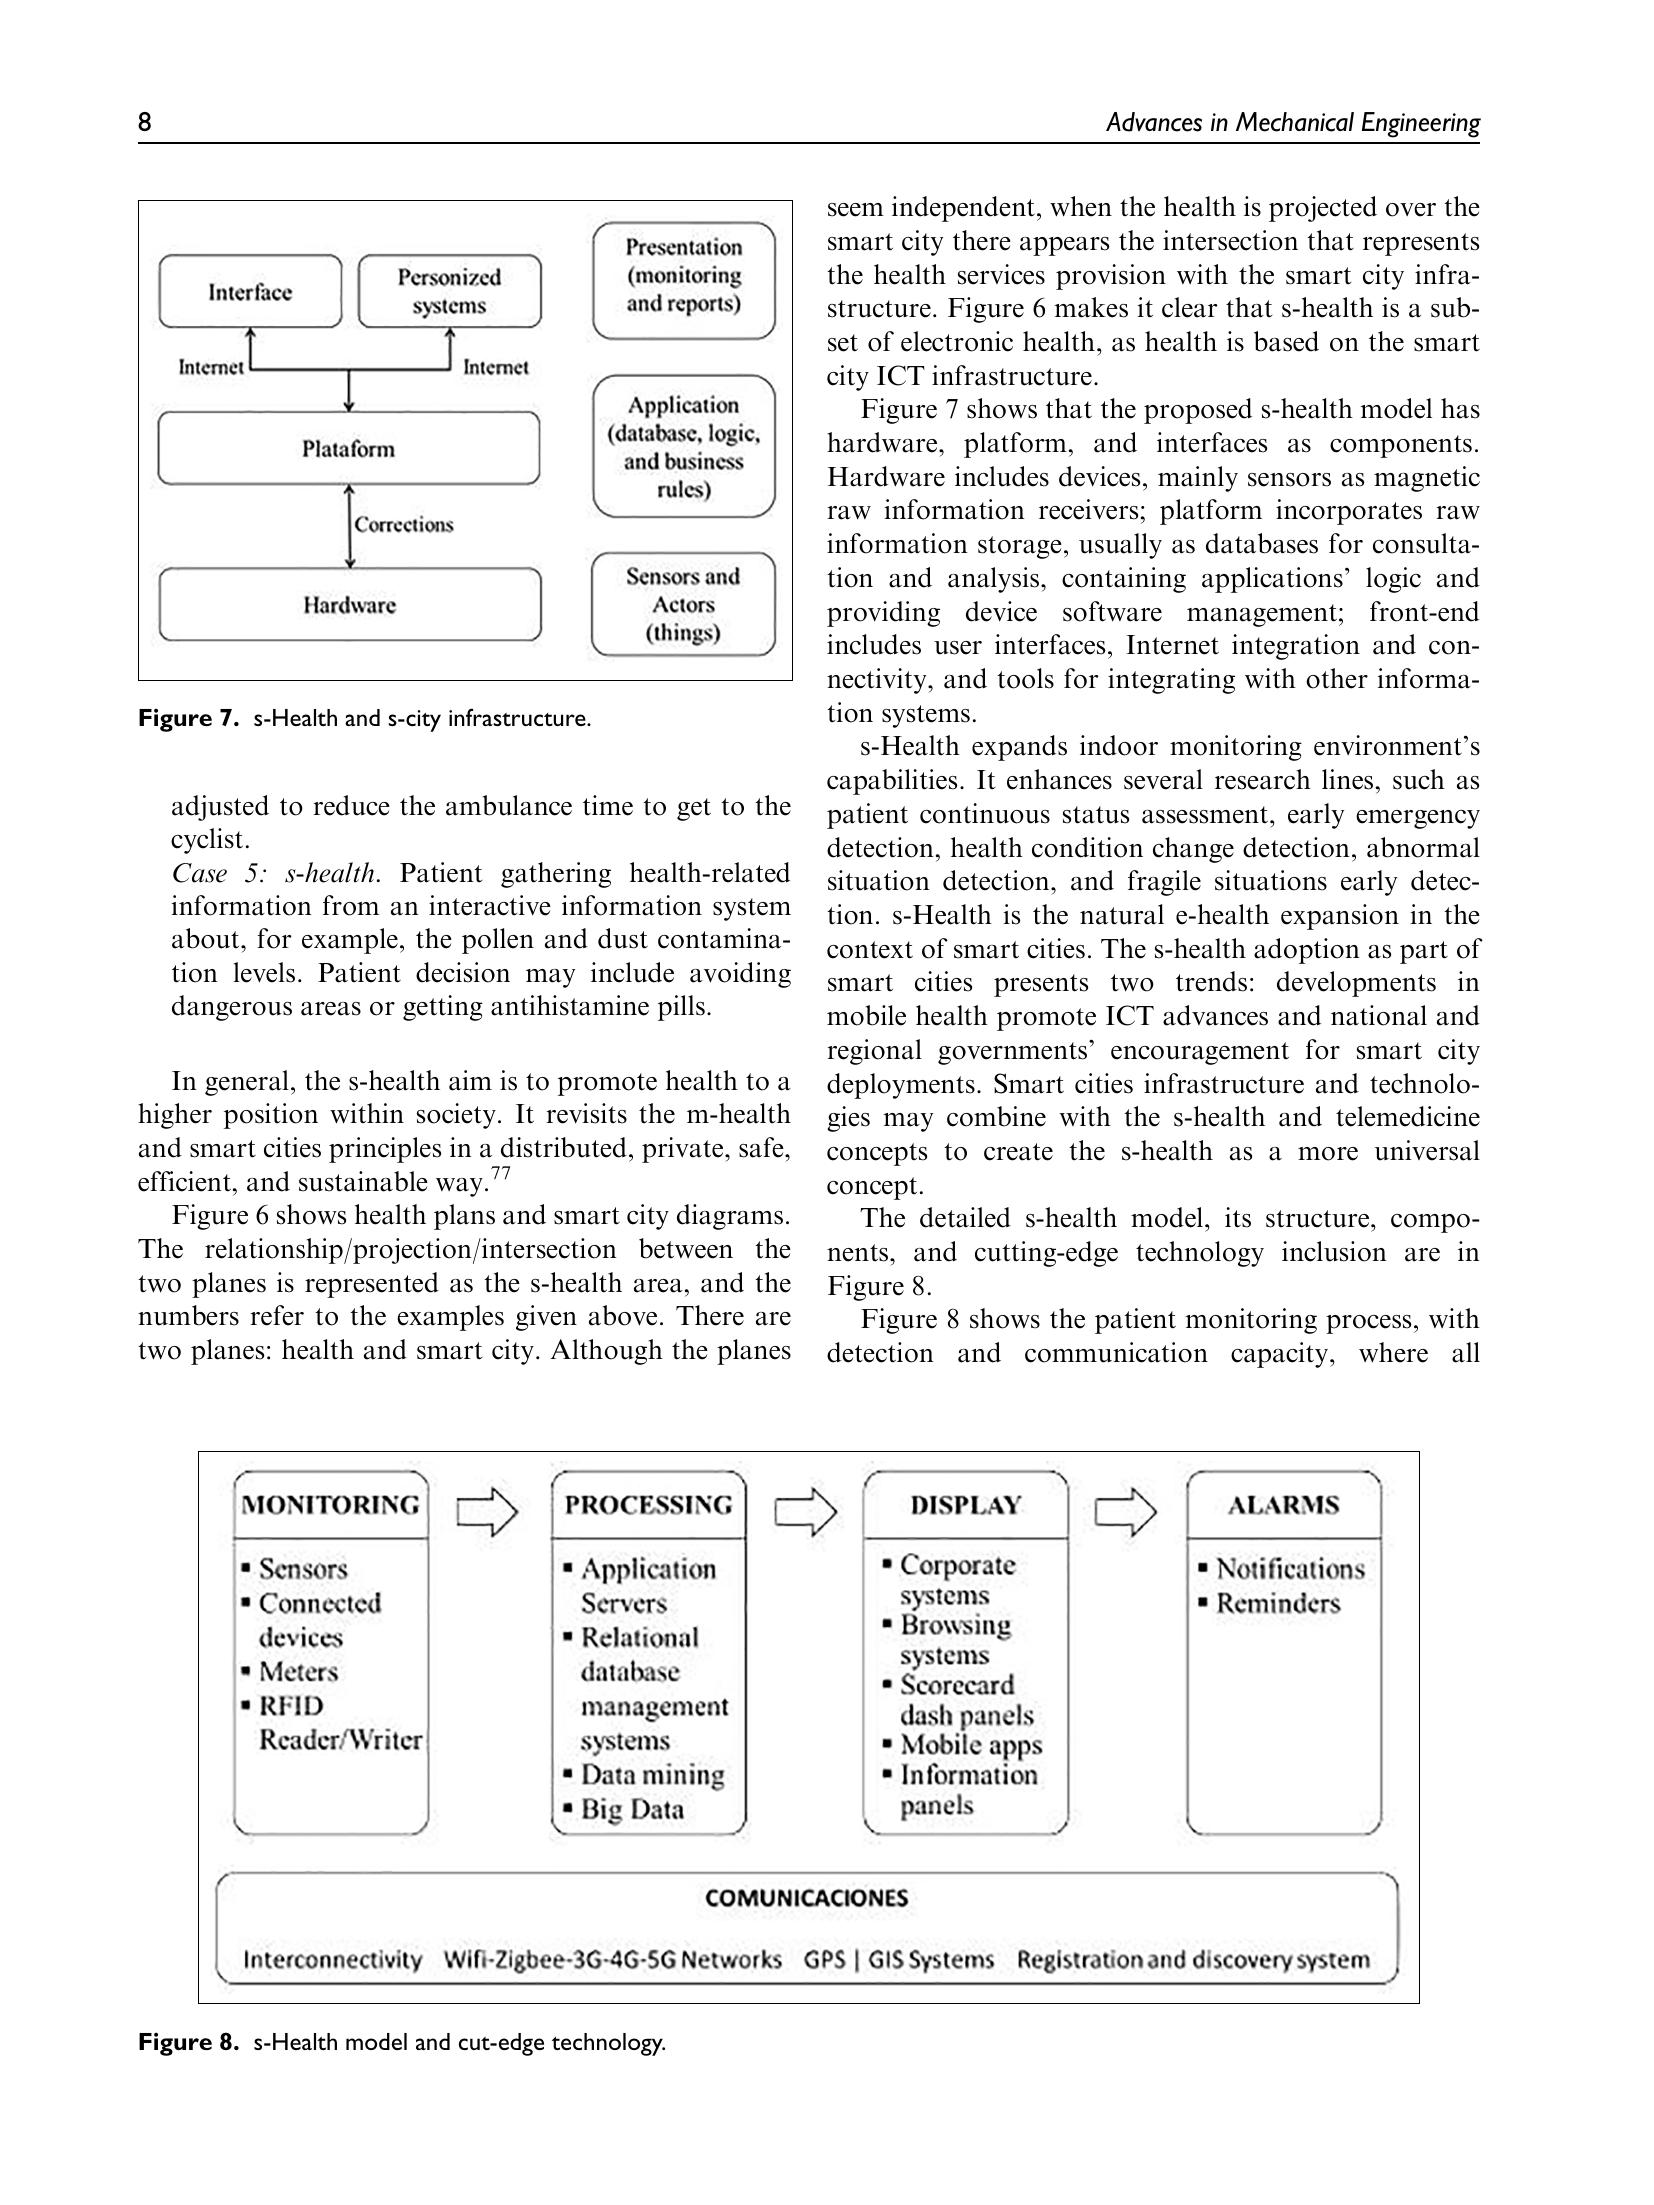 8
Advances in Mechanical Engineering
Interface
Personized
systems
Internet
Internet
Plataform
Corrections
Hardware
Presentation
(monitoring
and reports)
Application
(database, logic,
and business
rules)
Sensors and
Actors
(things)
Figure 7. s-Health and s-city infrastructure.
adjusted to reduce the ambulance time to get to the
cyclist.
Case 5: s-health. Patient gathering health-related
information from an interactive information system
about, for example, the pollen and dust contamina-
tion levels. Patient decision may include avoiding
dangerous areas or getting antihistamine pills.
In general, the s-health aim is to promote health to a
higher position within society. It revisits the m-health
and smart cities principles in a distributed, private, safe,
efficient, and sustainable way.77
Figure 6 shows health plans and smart city diagrams.
The relationship/projection/intersection between the
two planes is represented as the s-health area, and the
numbers refer to the examples given above. There are
two planes: health and smart city. Although the planes
seem independent, when the health is projected over the
smart city there appears the intersection that represents
the health services provision with the smart city infra-
structure. Figure 6 makes it clear that s-health is a sub-
set of electronic health, as health is based on the smart
city ICT infrastructure.
Figure 7 shows that the proposed s-health model has
hardware, platform, and interfaces as components.
Hardware includes devices, mainly sensors as magnetic
raw information receivers; platform incorporates raw
information storage, usually as databases for consulta-
tion and analysis, containing applications' logic and
providing device software management; front-end
includes user interfaces, Internet integration and con-
nectivity, and tools for integrating with other informa-
tion systems.
s-Health expands indoor monitoring environment's
capabilities. It enhances several research lines, such as
patient continuous status assessment, early emergency
detection, health condition change detection, abnormal
situation detection, and fragile situations early detec-
tion. s-Health is the natural e-health expansion in the
context of smart cities. The s-health adoption as part of
smart cities presents two trends: developments in
mobile health promote ICT advances and national and
regional governments' encouragement for smart city
deployments. Smart cities infrastructure and technolo-
gies may combine with the s-health and telemedicine
concepts to create the s-health as a more universal
concept.
The detailed s-health model, its structure, compo-
nents, and cutting-edge technology inclusion are in
Figure 8.
Figure 8 shows the patient monitoring process, with
detection and communication capacity, where all
MONITORING
▪ Sensors
▪ Connected
devices
▪ Meters
▪ RFID
Reader/Writer
PROCESSING
▪ Application
Servers
▪ Relational
database
management
systems
▪ Data mining
▪ Big Data
DISPLAY
▪ Corporate
systems
▪ Browsing
systems
▪ Scorecard
dash panels
▪ Mobile apps
▪ Information
panels
ALARMS
▪ Notifications
▪ Reminders
COMUNICACIONES
Interconnectivity Wifi-Zigbee-3G-4G-5G Networks GPS | GIS Systems Registration and discovery system
Figure 8. s-Health model and cut-edge technology.